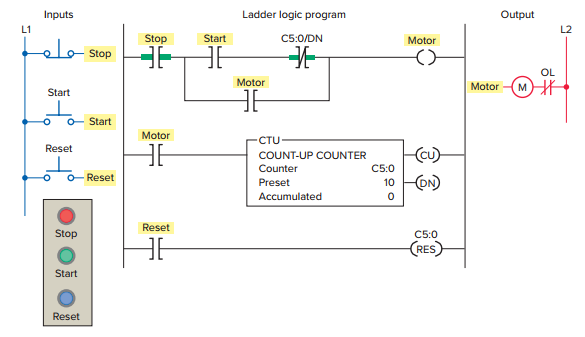 Inputs
Ladder logic program
Output
L1
L2
Stop
Start
C5:0/DN
Motor
Stop
Motor
OL
Motor
M
Start
Start
Motor
Reset
Reset
CTU
COUNT-UP COUNTER
Counter C5:0
Preset 10
Accumulated 0
CU
DN
Stop
Start
Reset
Reset
C5:0
RES